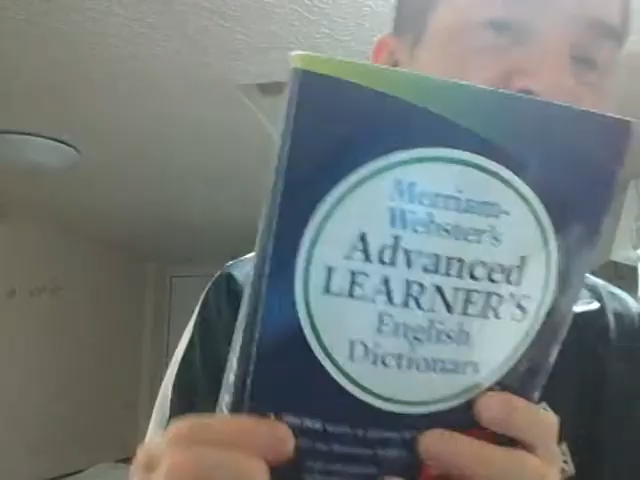 Merriam-
Webster's
Advanced
LEARNER'S
English
Dictionary